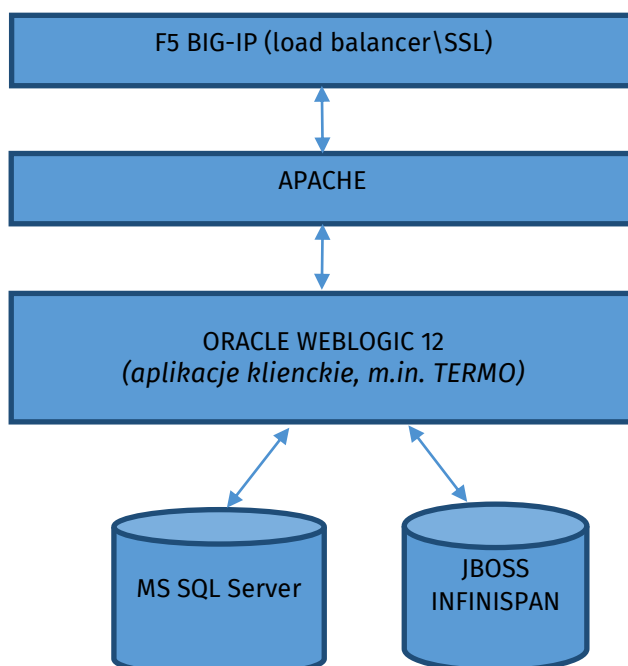 F5 BIG-IP (load balancer\SSL)
APACHE
ORACLE WEBLOGIC 12
(aplikacje klienckie, m.in. TERMO)
MS SQL Server
JBOSS
INFINISPAN